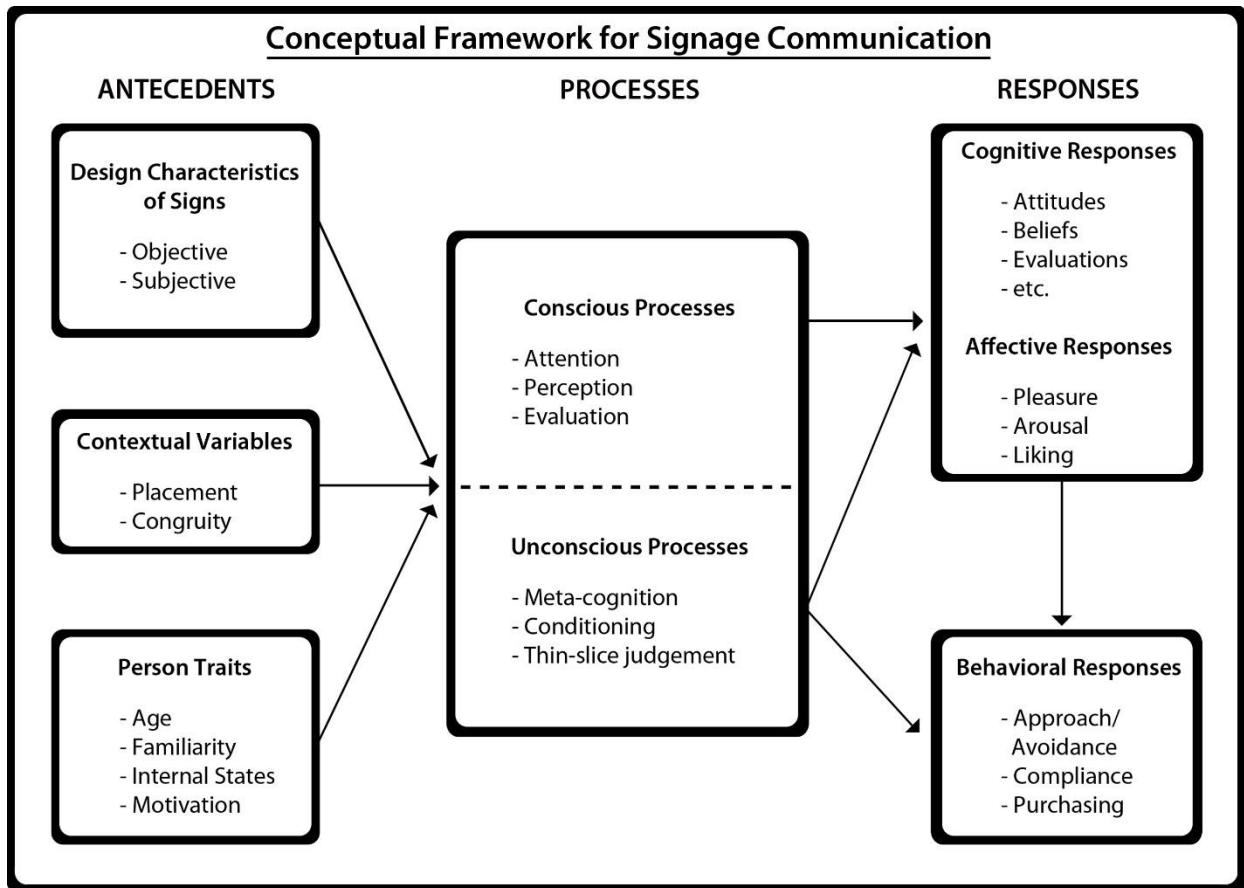 Conceptual Framework for Signage Communication
ANTECEDENTS
PROCESSES
RESPONSES
Design Characteristics
of Signs
- Objective
- Subjective
Contextual Variables
- Placement
- Congruity
Person Traits
- Age
- Familiarity
- Internal States
- Motivation
Conscious Processes
- Attention
- Perception
- Evaluation
Unconscious Processes
- Meta-cognition
- Conditioning
- Thin-slice judgement
Cognitive Responses
- Attitudes
- Beliefs
- Evaluations
- etc.
Affective Responses
- Pleasure
- Arousal
- Liking
Behavioral Responses
- Approach/
Avoidance
- Compliance
- Purchasing